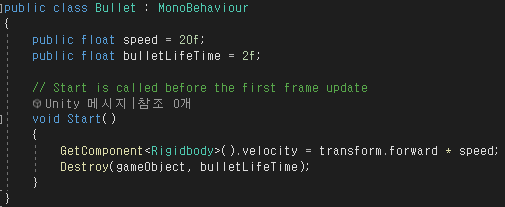 public class Bullet : MonoBehaviour
{
public float speed = 20f;
public float bulletLifeTime = 2f;
// Start is called before the first frame update
Unity 메시지|참조 0개
void Start()
{
GetComponent<Rigidbody>().velocity = transform.forward * speed;
Destroy(gameObject, bulletLifeTime);
}
}